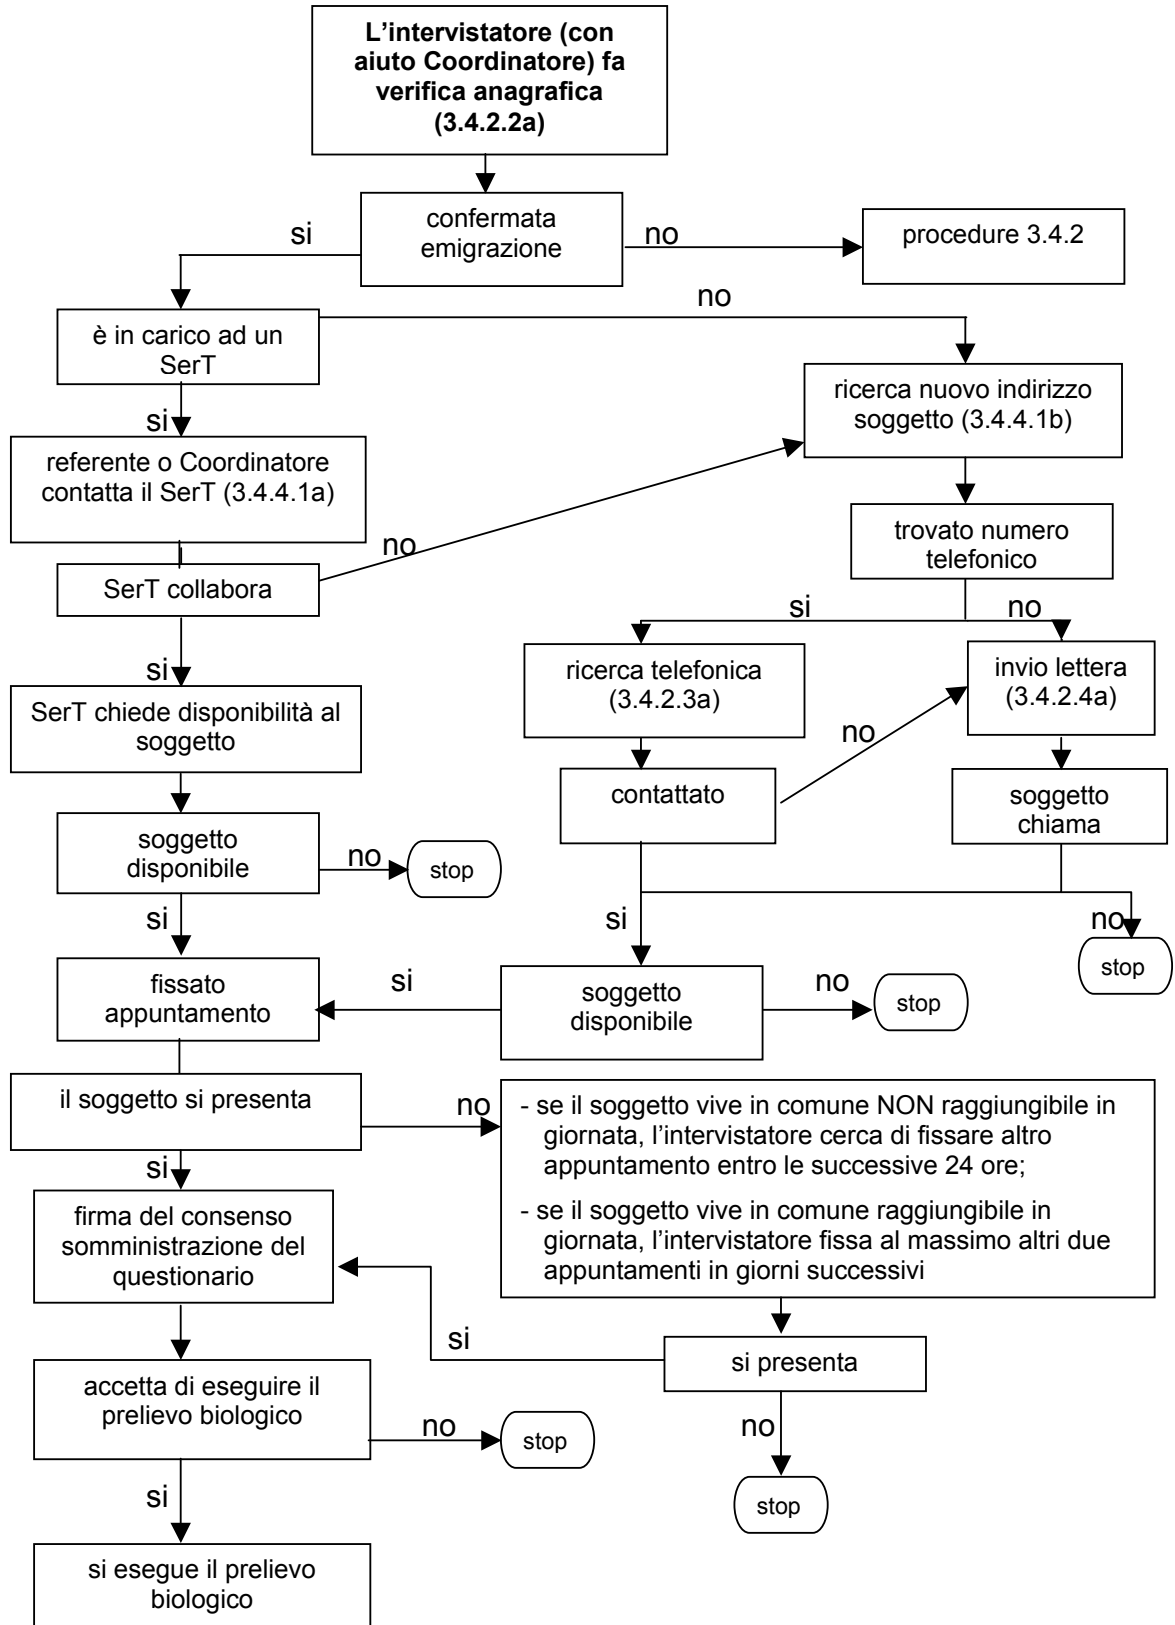 L'intervistatore (con
aiuto Coordinatore) fa
verifica anagrafica
(3.4.2.2a)
confermata
emigrazione
si
no
procedure 3.4.2
no
è in carico ad un
SerT
ricerca nuovo indirizzo
soggetto (3.4.4.1b)
si
referente o Coordinatore
contatta il SerT (3.4.4.1a)
trovato numero
telefonico
no
SerT collabora
si
no
si
ricerca telefonica
(3.4.2.3a)
invio lettera
(3.4.2.4a)
SerT chiede disponibilità al
soggetto
no
contattato
soggetto
chiama
soggetto
disponibile
no
stop
si
si
no
stop
fissato
appuntamento
si
soggetto
disponibile
no
stop
il soggetto si presenta
no
- se il soggetto vive in comune NON raggiungibile in
giornata, l'intervistatore cerca di fissare altro
appuntamento entro le successive 24 ore;
- se il soggetto vive in comune raggiungibile in
giornata, l'intervistatore fissa al massimo altri due
appuntamenti in giorni successivi
si
firma del consenso
somministrazione del
questionario
si
si presenta
accetta di eseguire il
prelievo biologico
no
stop
no
stop
si
si esegue il prelievo
biologico